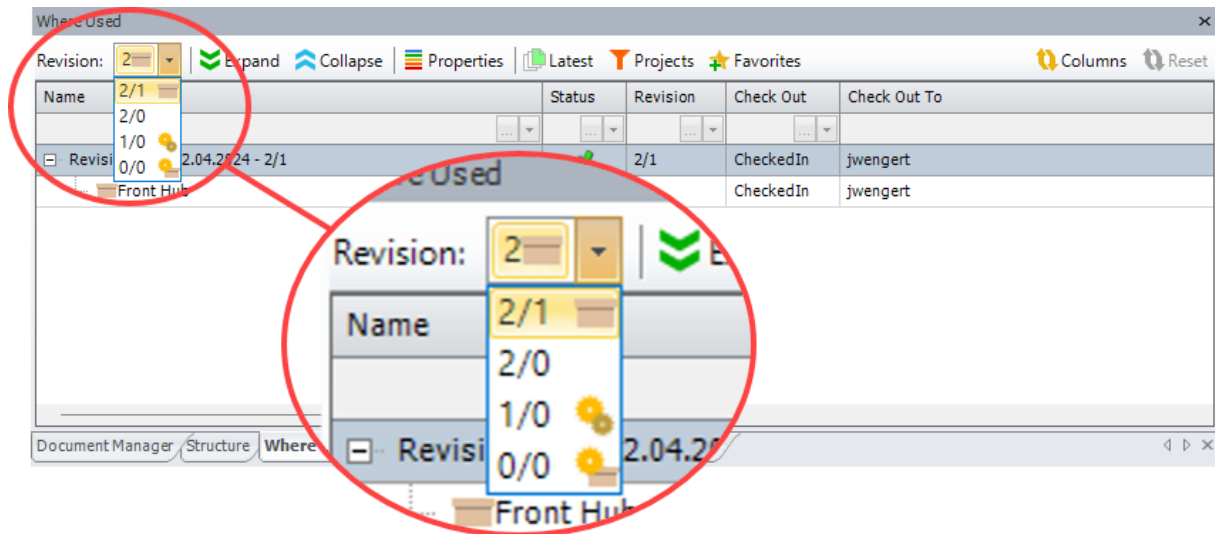 Where Used
Revision: 2 Expand Collapse Properties Latest Projects Favorites Columns Reset
Name Status Revision Check Out Check Out To
2/1
2/0
1/0
0/0
Revisi 2.04.2024 - 2/1 2/1 CheckedIn jwengert
Front Hub CheckedIn jwengert
Document Manager Structure Where
Used
Revision: 2 E
Name
2/1
2/0
1/0
0/0
Revisi 2.04.2
Front Hub